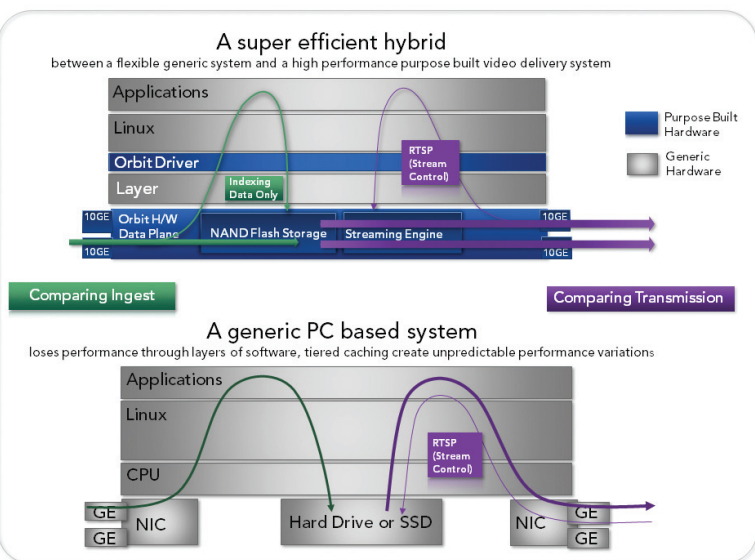 A super efficient hybrid
between a flexible generic system and a high performance purpose built video delivery system
Applications
Linux
Orbit Driver
Layer
Indexing
Data Only
RTSP
(Stream
Control)
Purpose Built
Hardware
Generic
Hardware
10GE
Orbit H/W
Data Plane
10GE
NAND Flash Storage
Streaming Engine
10GE
10GE
Comparing Ingest
Comparing Transmission
A generic PC based system
loses performance through layers of software, tiered caching create unpredictable performance variations
Applications
Linux
RTSP
(Stream
Control)
CPU
GE
GE
NIC
Hard Drive or SSD
NIC
GE
GE